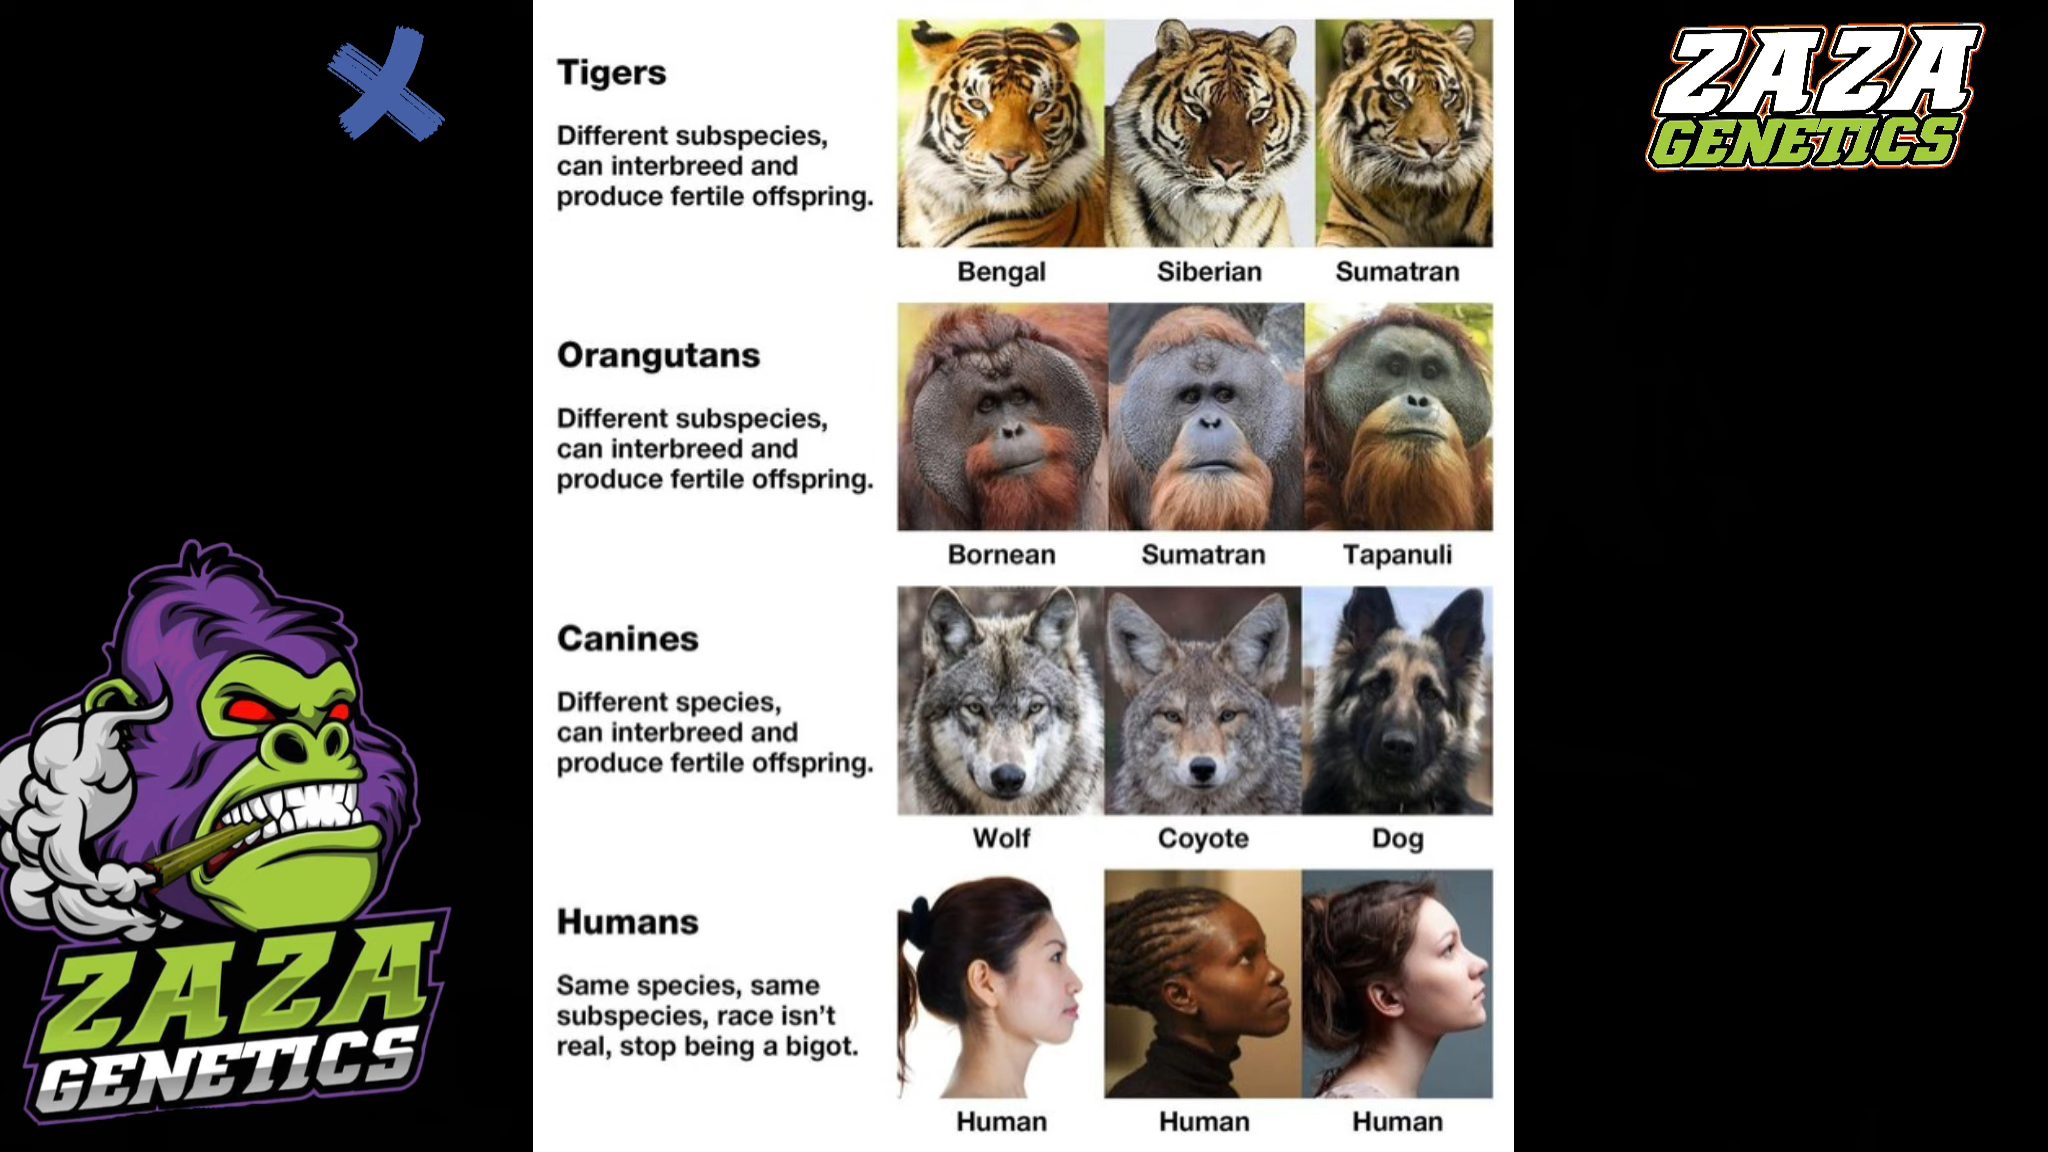 ZAZA
GENETICS
Tigers
Different subspecies,
can interbreed and
produce fertile offspring.
Bengal
Siberian
Sumatran
Orangutans
Different subspecies,
can interbreed and
produce fertile offspring.
Bornean
Sumatran
Tapanuli
Canines
Different species,
can interbreed and
produce fertile offspring.
Wolf
Coyote
Dog
Humans
Same species, same
subspecies, race isn't
real, stop being a bigot.
Human
Human
Human
ZAZA
GENETICS